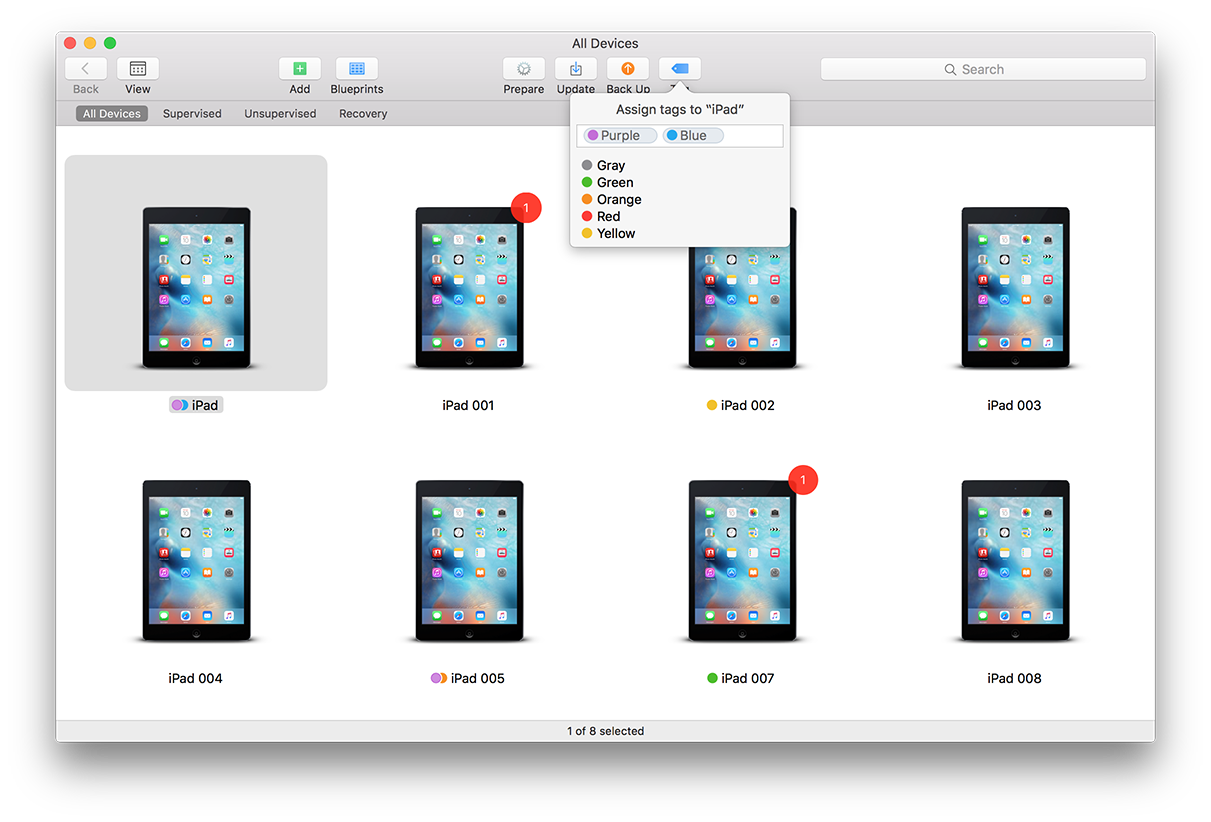 All Devices
Back
View
Add
Blueprints
Prepare
Update
Back Up
Search
All Devices
Supervised
Unsupervised
Recovery
Assign tags to “iPad”
Purple
Blue
Gray
Green
Orange
Red
Yellow
1
iPad
iPad 001
iPad 002
iPad 003
1
iPad 004
iPad 005
iPad 007
iPad 008
1 of 8 selected